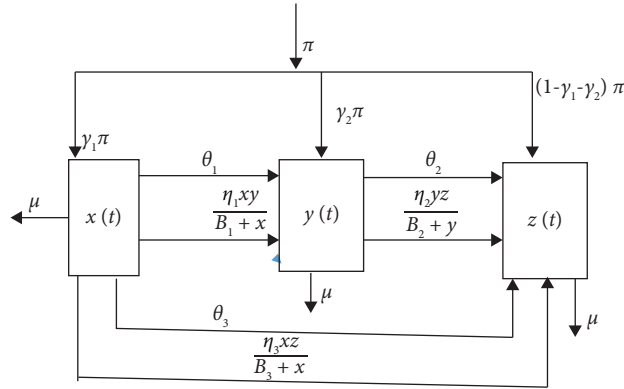 π
(1-γ₁-γ₂) π
γ₂π
γ₁π
θ₁
θ₂
μ
x (t)
η₁xy
B₁ + x
y (t)
η₂yz
B₂ + y
z (t)
μ
μ
θ₃
η₃xz
B₃ + x